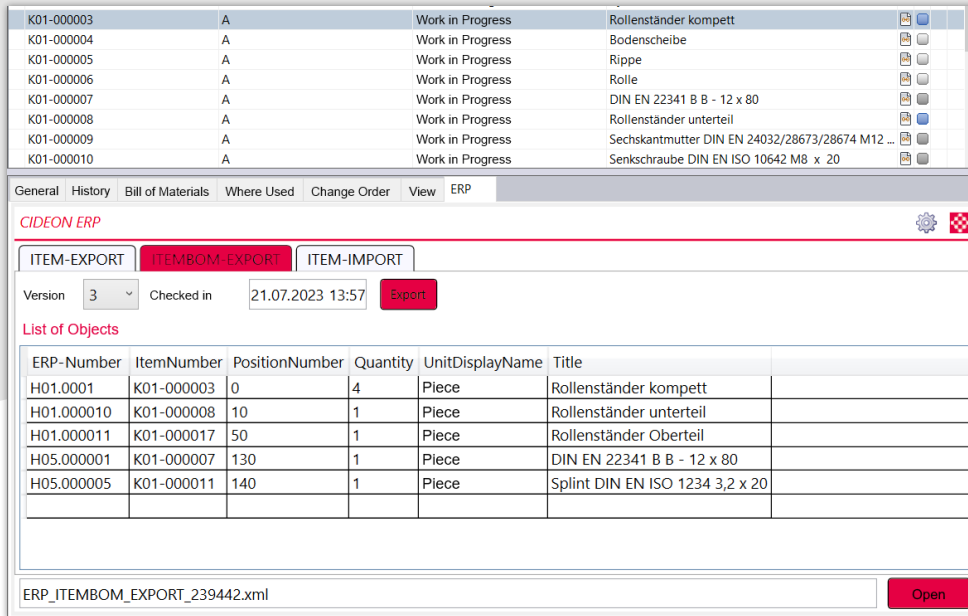 K01-000003 A Work in Progress Rollenständer kompett
K01-000004 A Work in Progress Bodenscheibe
K01-000005 A Work in Progress Rippe
K01-000006 A Work in Progress Rolle
K01-000007 A Work in Progress DIN EN 22341 B B - 12 x 80
K01-000008 A Work in Progress Rollenständer unterteil
K01-000009 A Work in Progress Sechskantmutter DIN EN 24032/28673/28674 M12 ...
K01-000010 A Work in Progress Senkschraube DIN EN ISO 10642 M8 x 20
General History Bill of Materials Where Used Change Order View ERP
CIDEON ERP
ITEM-EXPORT ITEMBOM-EXPORT ITEM-IMPORT
Version 3 Checked in 21.07.2023 13:57 Export
List of Objects
ERP-Number ItemNumber PositionNumber Quantity UnitDisplayName Title
H01.0001 K01-000003 0 4 Piece Rollenständer kompett
H01.000010 K01-000008 10 1 Piece Rollenständer unterteil
H01.000011 K01-000017 50 1 Piece Rollenständer Oberteil
H05.000001 K01-000007 130 1 Piece DIN EN 22341 B B - 12 x 80
H05.000005 K01-000011 140 1 Piece Splint DIN EN ISO 1234 3,2 x 20
ERP_ITEMBOM_EXPORT_239442.xml Open